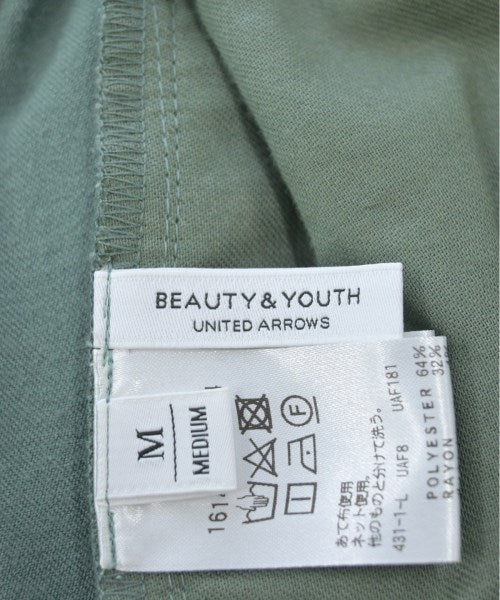 BEAUTY & YOUTH
UNITED ARROWS
M
MEDIUM
あて布使用
ネット使用。
他のものと分けて洗う。
431-1-L UAF8 UAF181
POLYESTER 64%
RAYON 32%